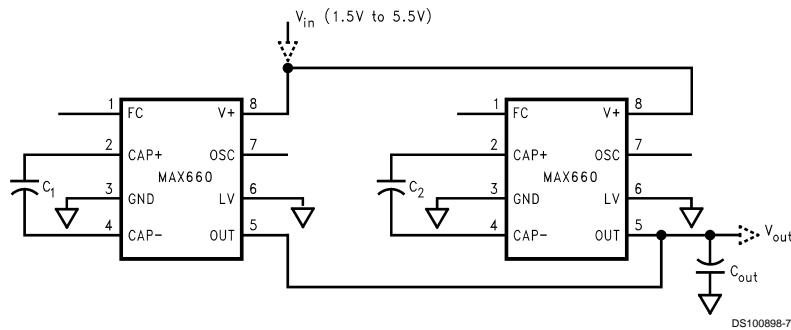 Vin (1.5V to 5.5V)
1 FC V+ 8
2 CAP+ OSC 7
MAX660
3 GND LV 6
4 CAP- OUT 5
C1
1 FC V+ 8
2 CAP+ OSC 7
MAX660
3 GND LV 6
4 CAP- OUT 5
C2
Vout
Cout
DS100898-7